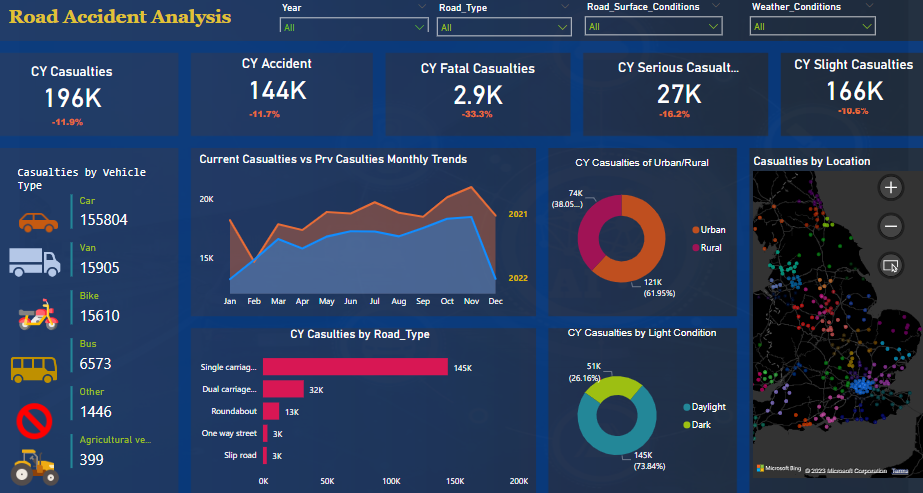 Road Accident Analysis
Year
All
Road_Type
All
Road_Surface_Conditions
All
Weather_Conditions
All
CY Casualties
196K
-11.9%
CY Accident
144K
-11.7%
CY Fatal Casualties
2.9K
-33.3%
CY Serious Casualt...
27K
-16.2%
CY Slight Casualties
166K
-10.6%
Casualties by Vehicle
Type
Car
155804
Van
15905
Bike
15610
Bus
6573
Other
1446
Agricultural ve...
399
Current Casualties vs Prv Casulties Monthly Trends
20K
15K
2021
2022
Jan Feb Mar Apr May Jun Jul Aug Sep Oct Nov Dec
CY Casulties by Road_Type
Single carriag...
145K
Dual carriage...
32K
Roundabout
13K
One way street
3K
Slip road
3K
0K 50K 100K 150K 200K
CY Casualties of Urban/Rural
74K
(38.05...)
Urban
Rural
121K
(61.95%)
CY Casualties by Light Condition
51K
(26.16%)
Daylight
Dark
145K
(73.84%)
Casualties by Location
Microsoft Bing
© 2023 Microsoft Corporation Terms